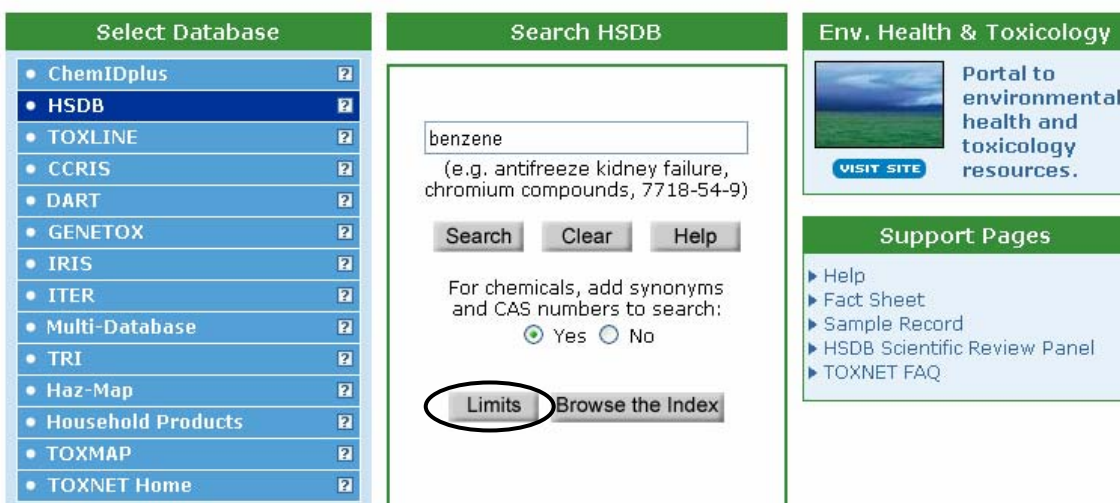 Select Database
ChemIDplus ?
HSDB ?
TOXLINE ?
CCRIS ?
DART ?
GENETOX ?
IRIS ?
ITER ?
Multi-Database ?
TRI ?
Haz-Map ?
Household Products ?
TOXMAP ?
TOXNET Home ?
Search HSDB
benzene
(e.g. antifreeze kidney failure,
chromium compounds, 7718-54-9)
Search Clear Help
For chemicals, add synonyms
and CAS numbers to search:
Yes No
Limits Browse the Index
Env. Health & Toxicology
Portal to
environmental
health and
toxicology
resources.
VISIT SITE
Support Pages
Help
Fact Sheet
Sample Record
HSDB Scientific Review Panel
TOXNET FAQ